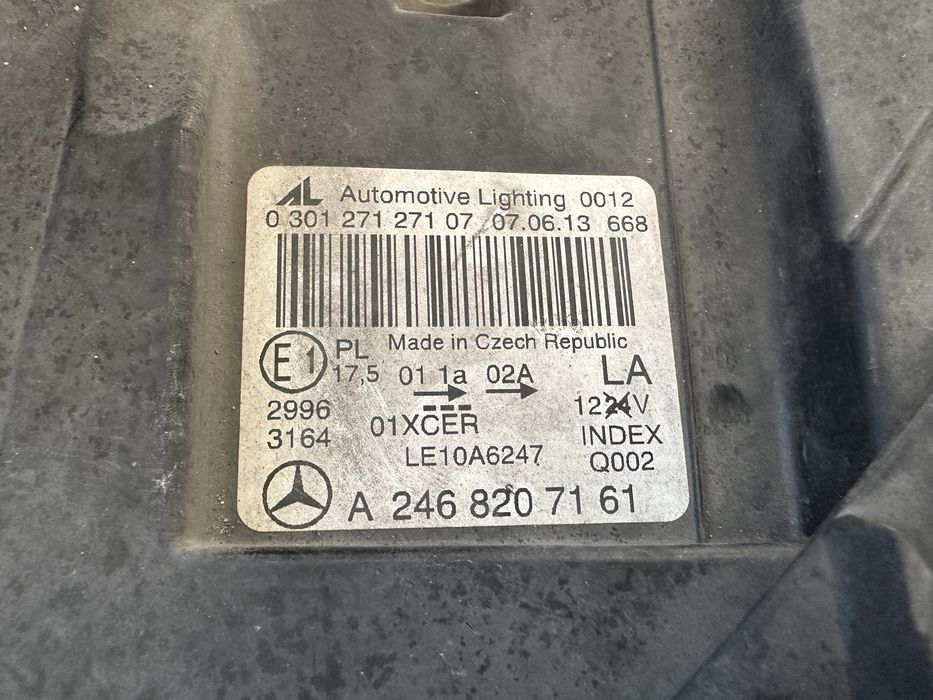 AL Automotive Lighting 0012
0 301 271 271 07 07.06.13 668
Made in Czech Republic
E1 PL 17,5 01 1a 02A LA
2996 01XCER 1224V
3164 INDEX
LE10A6247 Q002
A 246 820 71 61